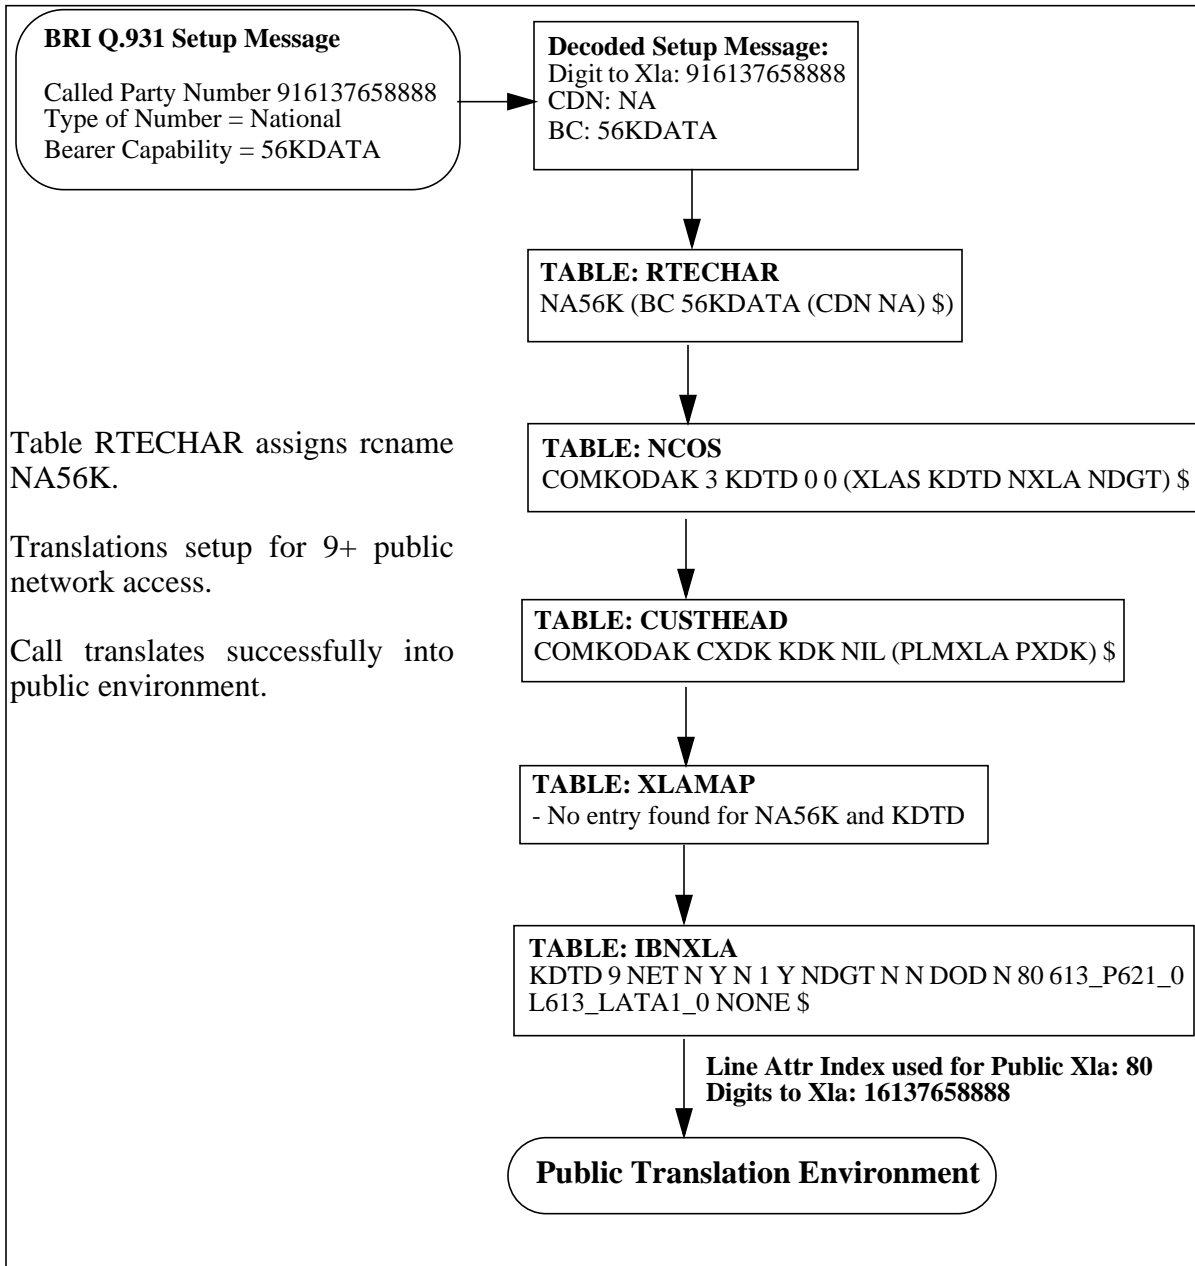 BRI Q.931 Setup Message
Called Party Number 916137658888
Type of Number = National
Bearer Capability = 56KDATA
Decoded Setup Message:
Digit to Xla: 916137658888
CDN: NA
BC: 56KDATA
TABLE: RTECHAR
NA56K (BC 56KDATA (CDN NA) $)
Table RTECHAR assigns rcname
NA56K.
Translations setup for 9+ public
network access.
Call translates successfully into
public environment.
TABLE: NCOS
COMKODAK 3 KDTD 0 0 (XLAS KDTD NXLA NDGT) $
TABLE: CUSTHEAD
COMKODAK CXDK KDK NIL (PLMXLA PXDK) $
TABLE: XLAMAP
- No entry found for NA56K and KDTD
TABLE: IBNXLA
KDTD 9 NET N Y N 1 Y NDGT N N DOD N 80 613_P621_0
L613_LATA1_0 NONE $
Line Attr Index used for Public Xla: 80
Digits to Xla: 16137658888
Public Translation Environment